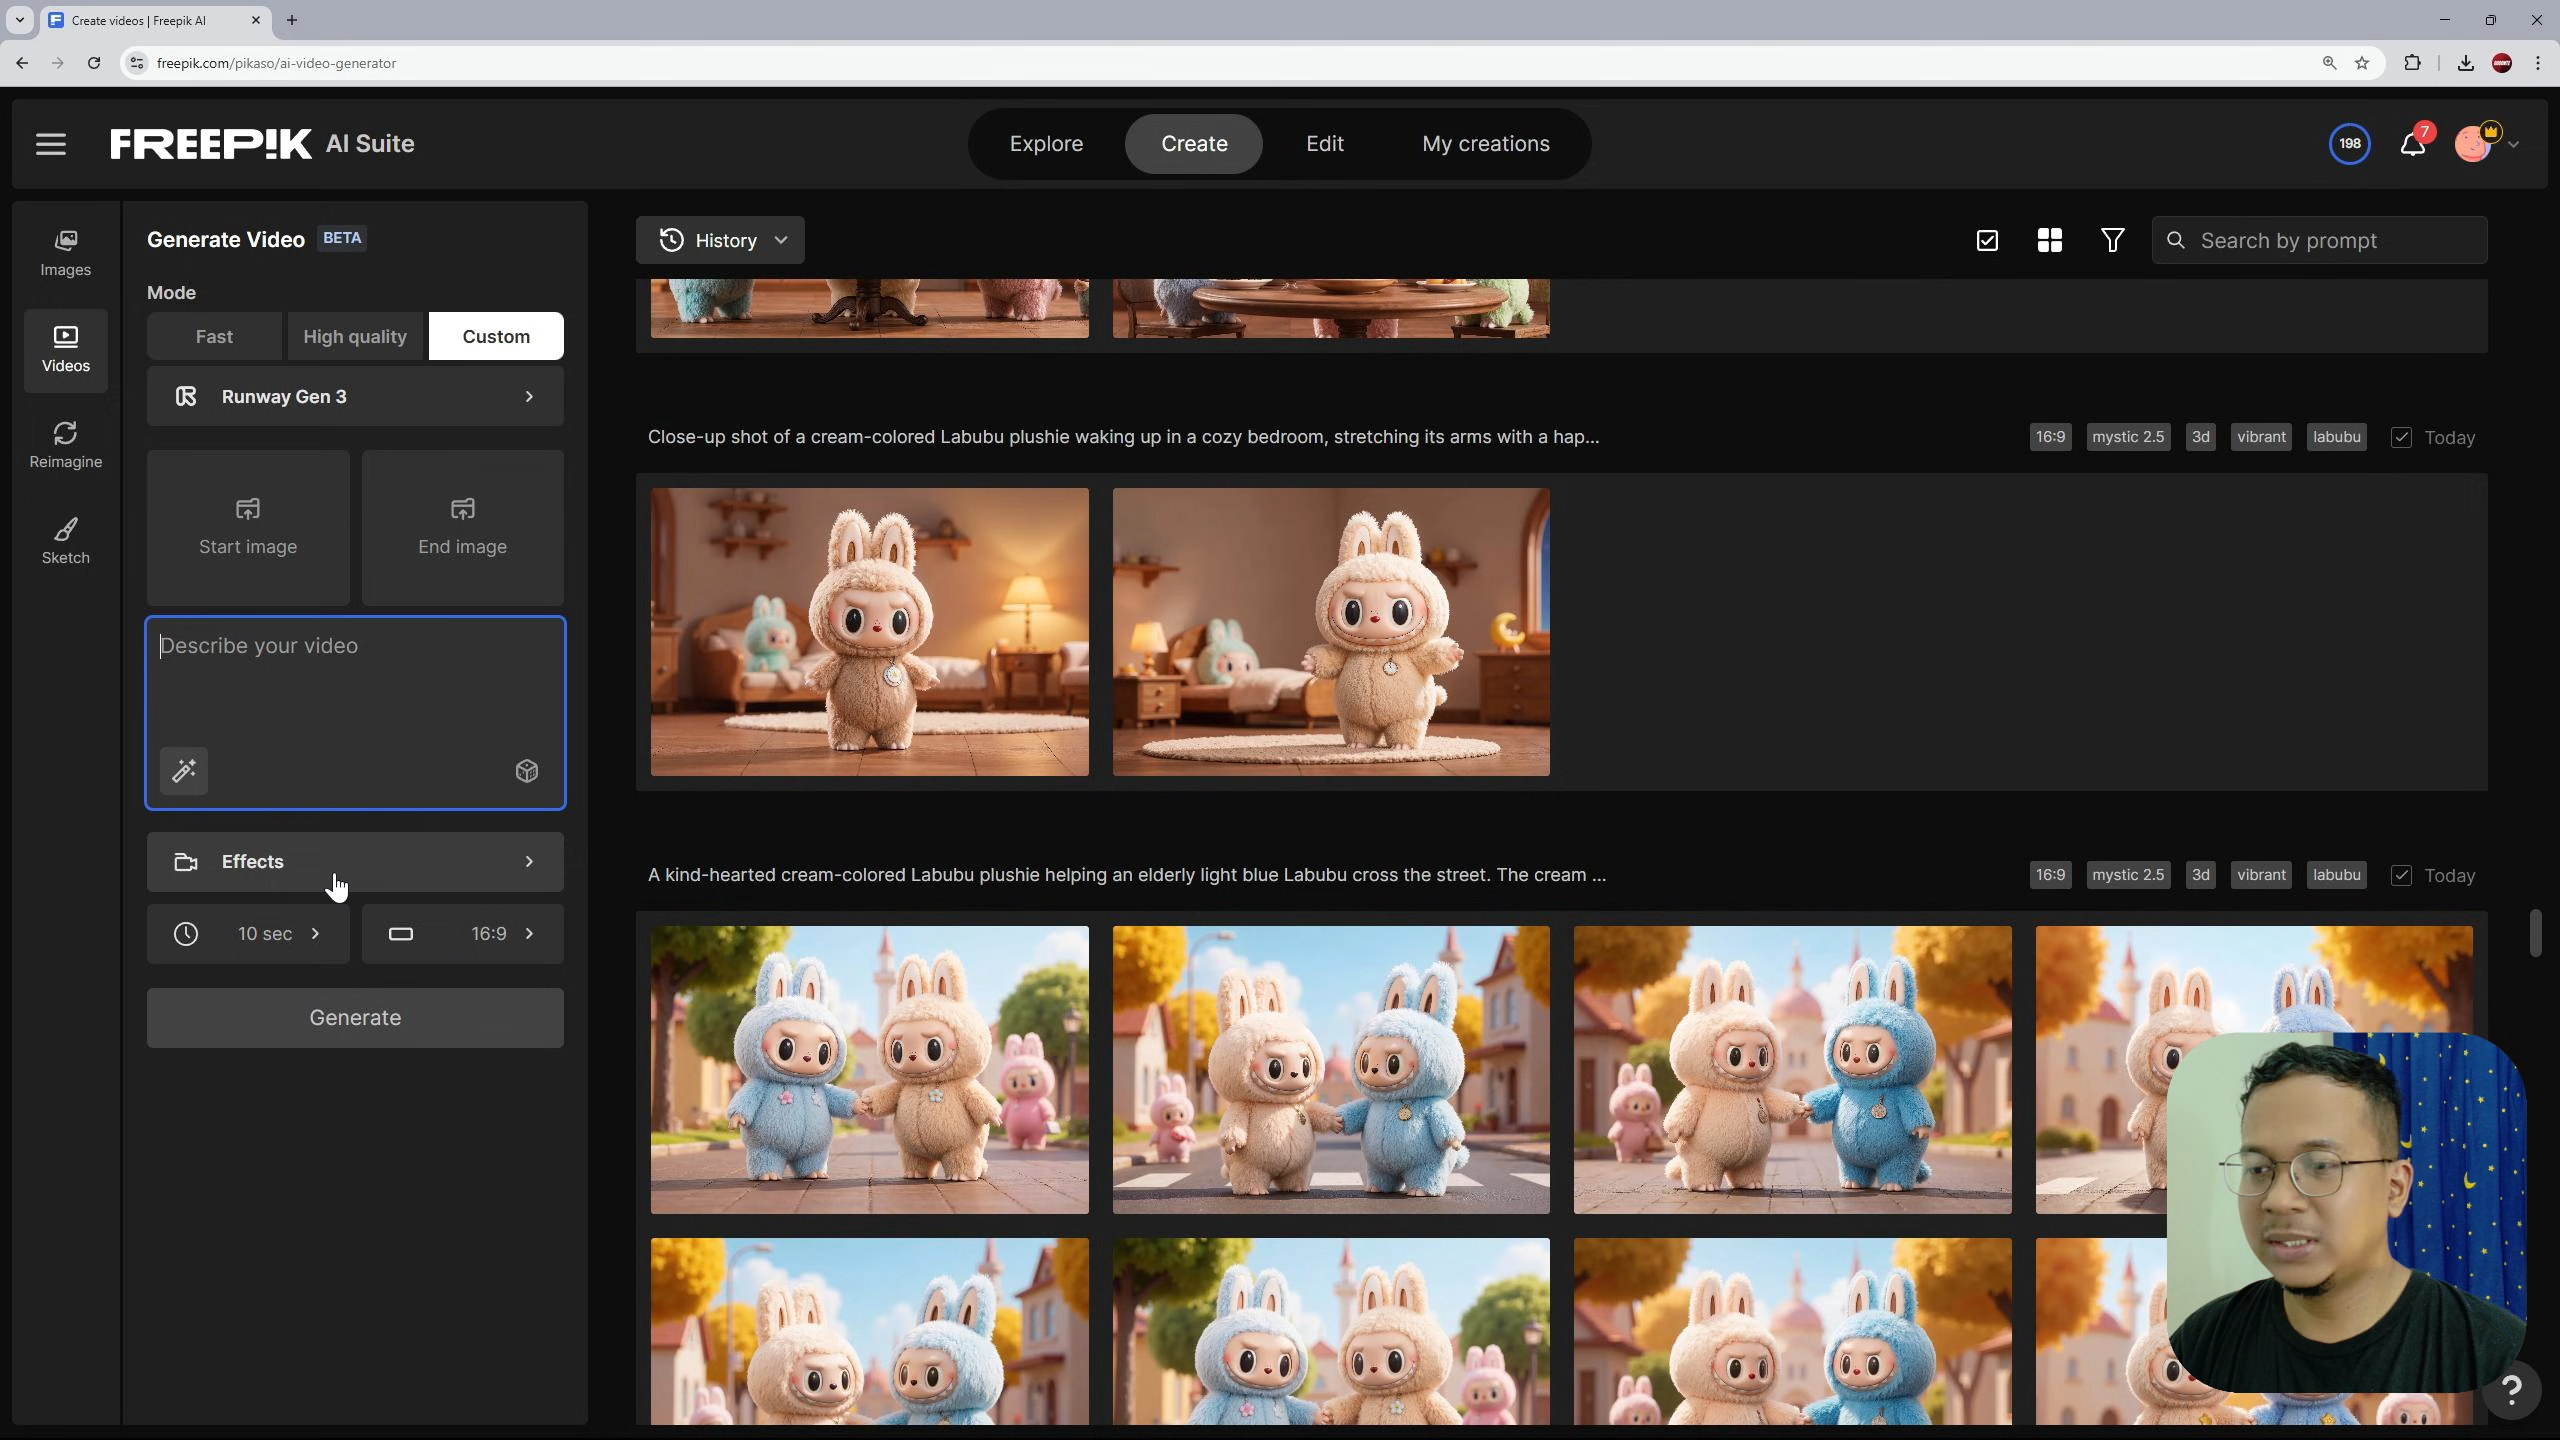 Create videos | Freepik AI
freepik.com/pikaso/ai-video-generator
FREEP!K AI Suite
Explore
Create
Edit
My creations
198
7
Images
Videos
Reimagine
Sketch
Generate Video BETA
Mode
Fast
High quality
Custom
Runway Gen 3
Start image
End image
Describe your video
Effects
10 sec
16:9
Generate
History
Search by prompt
Close-up shot of a cream-colored Labubu plushie waking up in a cozy bedroom, stretching its arms with a hap...
16:9 mystic 2.5 3d vibrant labubu Today
A kind-hearted cream-colored Labubu plushie helping an elderly light blue Labubu cross the street. The cream ...
16:9 mystic 2.5 3d vibrant labubu Today
?